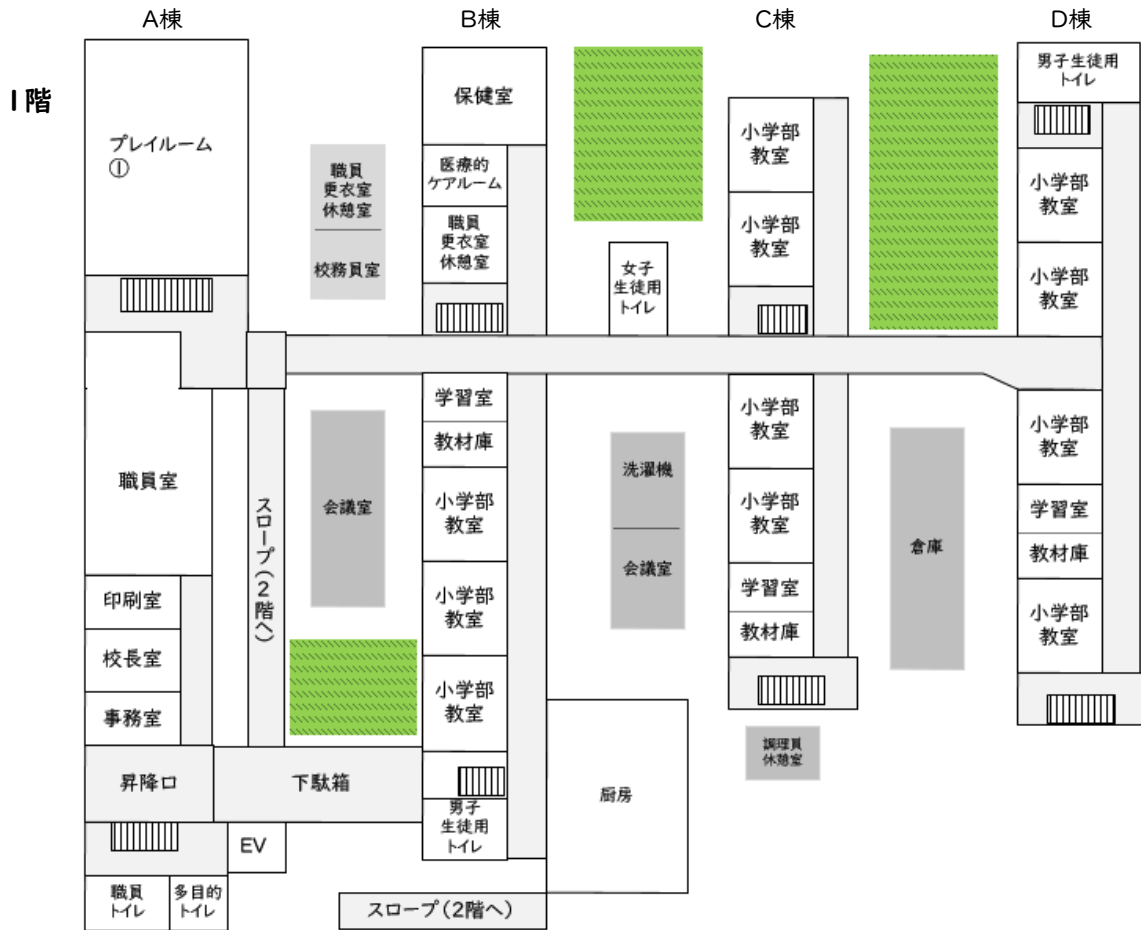 A棟
B棟
C棟
D棟
1階
プレイルーム
①
職員
更衣室
休憩室
校務員室
職員室
印刷室
校長室
事務室
昇降口
下駄箱
EV
職員
トイレ
多目的
トイレ
スロープ(2階へ)
会議室
保健室
医療的
ケアルーム
職員
更衣室
休憩室
学習室
教材庫
小学部
教室
小学部
教室
小学部
教室
男子
生徒用
トイレ
スロープ(2階へ)
女子
生徒用
トイレ
洗濯機
会議室
厨房
小学部
教室
小学部
教室
小学部
教室
小学部
教室
学習室
教材庫
調理員
休憩室
倉庫
男子生徒用
トイレ
小学部
教室
小学部
教室
小学部
教室
学習室
教材庫
小学部
教室